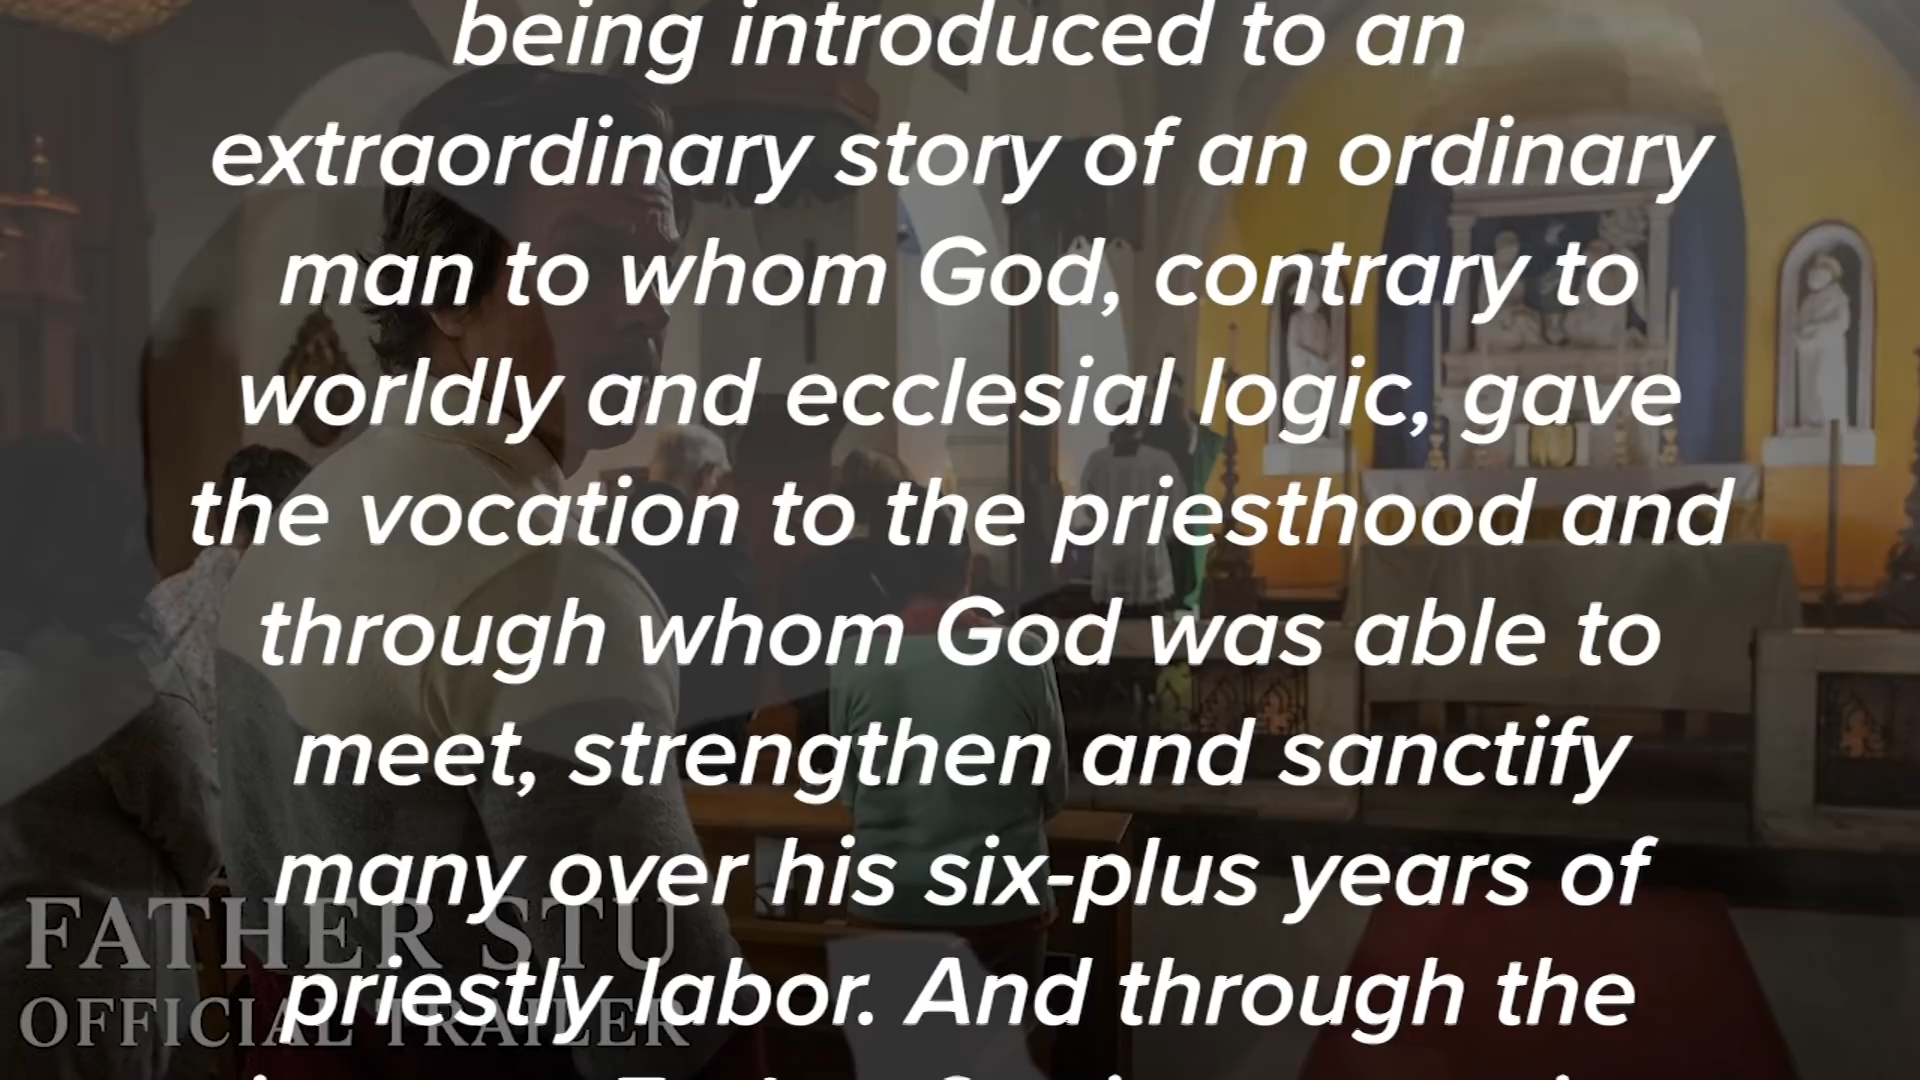 being introduced to an
extraordinary story of an ordinary
man to whom God, contrary to
worldly and ecclesial logic, gave
the vocation to the priesthood and
through whom God was able to
meet, strengthen and sanctify
many over his six-plus years of
priestly labor. And through the
FATHER STU
OFFICIAL TRAILER